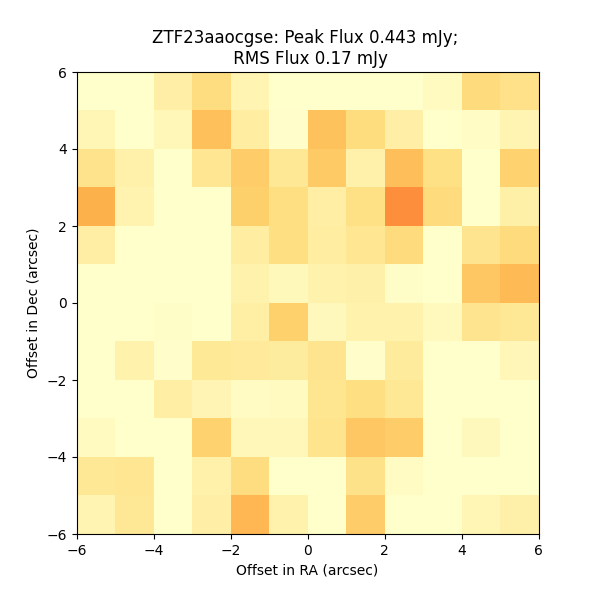 ZTF23aaocgse: Peak Flux 0.443 mJy;
RMS Flux 0.17 mJy
6
4
2
0
−2
−4
−6
Offset in Dec (arcsec)
−6 −4 −2 0 2 4 6
Offset in RA (arcsec)